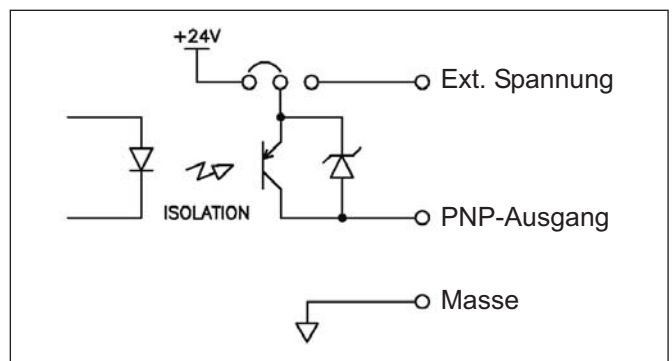 +24V
Ext. Spannung
ISOLATION
PNP-Ausgang
Masse